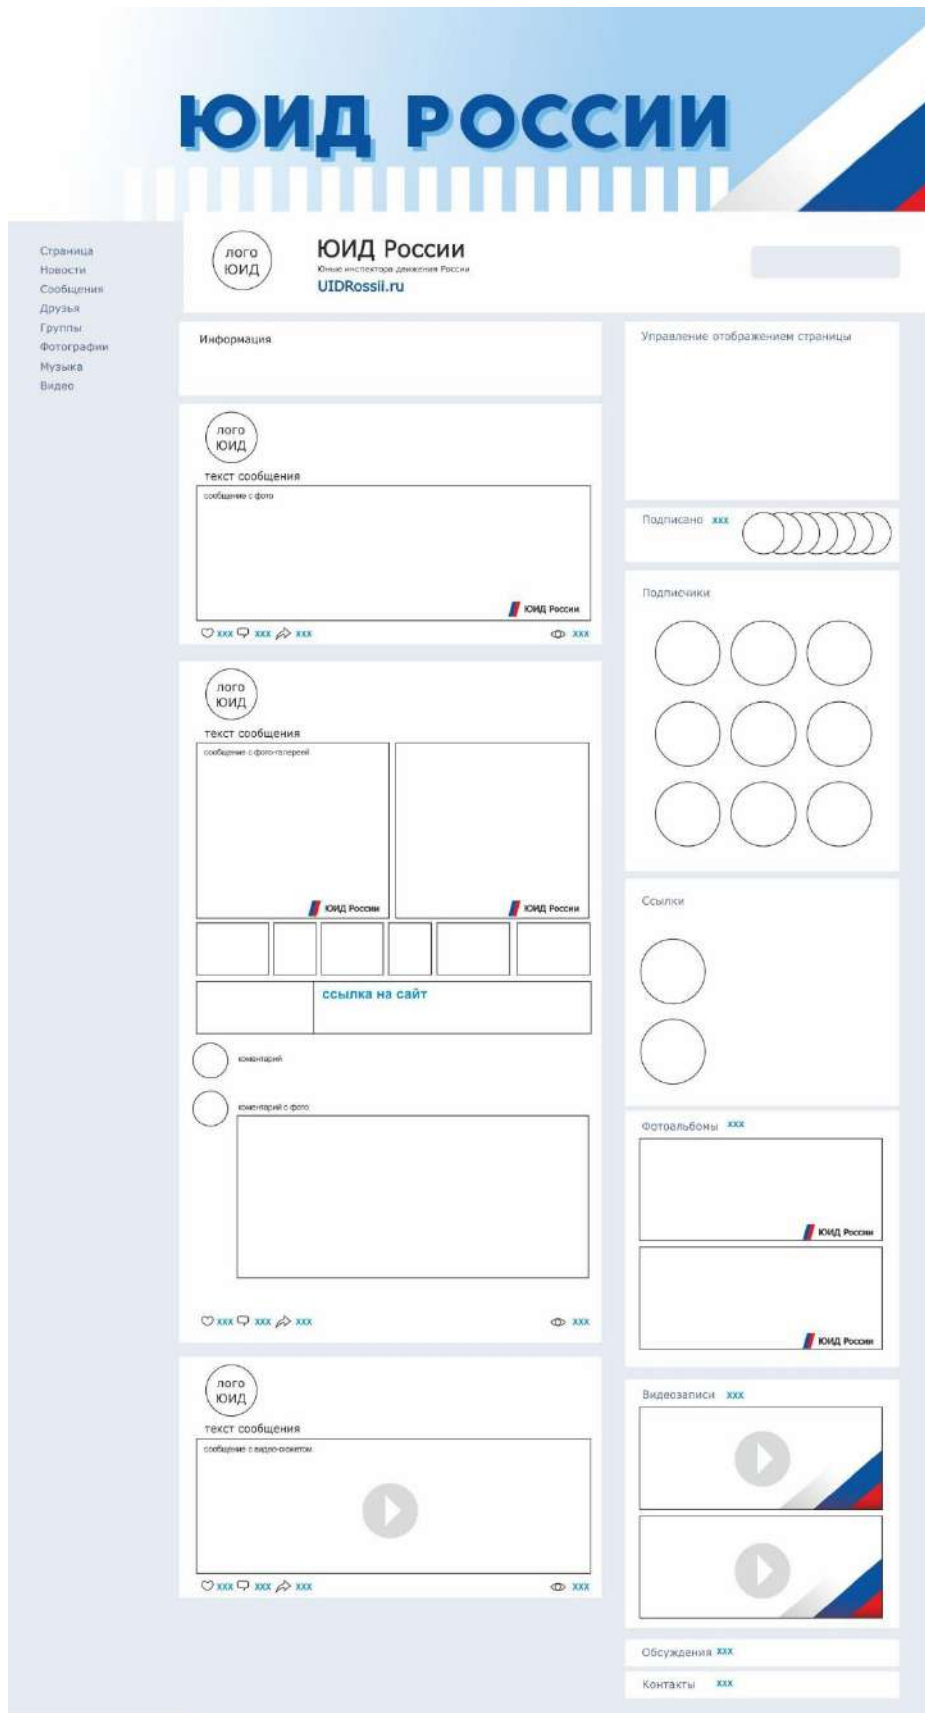 ЮИД РОССИИ
Страница
Новости
Сообщения
Друзья
Группы
Фотографии
Музыка
Видео
лого
ЮИД
ЮИД России
Юные инспектора движения России
UIDRossii.ru
Информация
лого
ЮИД
текст сообщения
сообщение с фото
ЮИД России
xxx xxx xxx xxx
лого
ЮИД
текст сообщения
сообщение с фото-галереей
ЮИД России
ЮИД России
ссылка на сайт
коментарий
коментарий с фото
xxx xxx xxx xxx
лого
ЮИД
текст сообщения
сообщение с видео-сюжетом
xxx xxx xxx xxx
Управление отображением страницы
Подписано xxx
Подписчики
Ссылки
Фотоальбомы xxx
ЮИД России
ЮИД России
Видеозаписи xxx
Обсуждения xxx
Контакты xxx